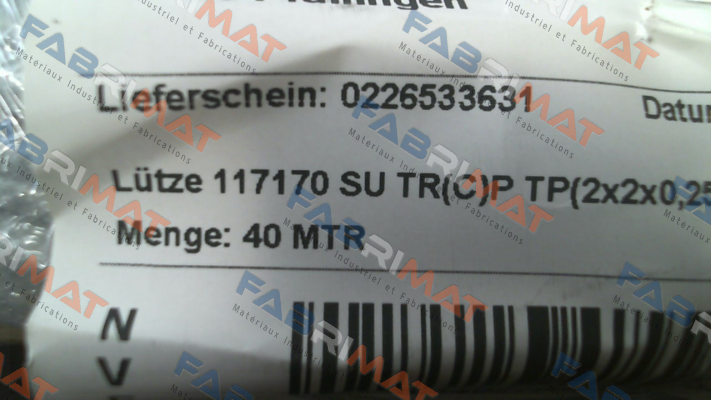 Lieferschein: 0226533631 Datum
Lütze 117170 SU TR(C)P TP(2x2x0,25
Menge: 40 MTR
N
V
FABRIMAT
Materiaux Industriel et Fabrications